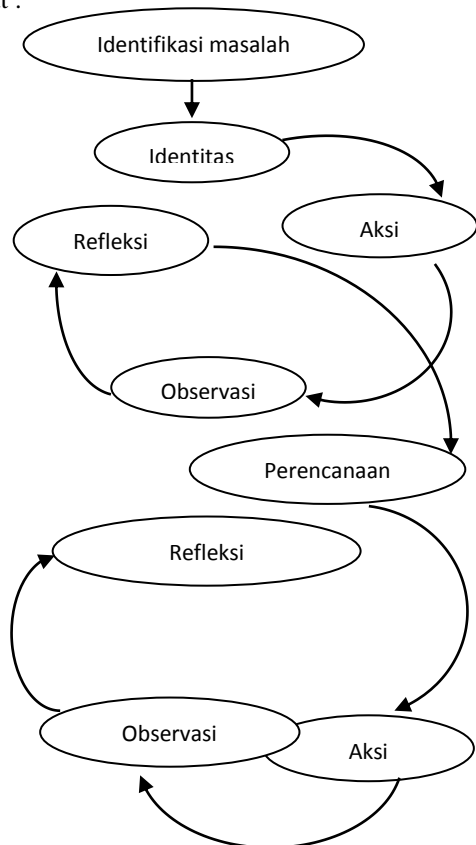 Identifikasi masalah
Identitas
Aksi
Refleksi
Observasi
Perencanaan
Refleksi
Observasi
Aksi